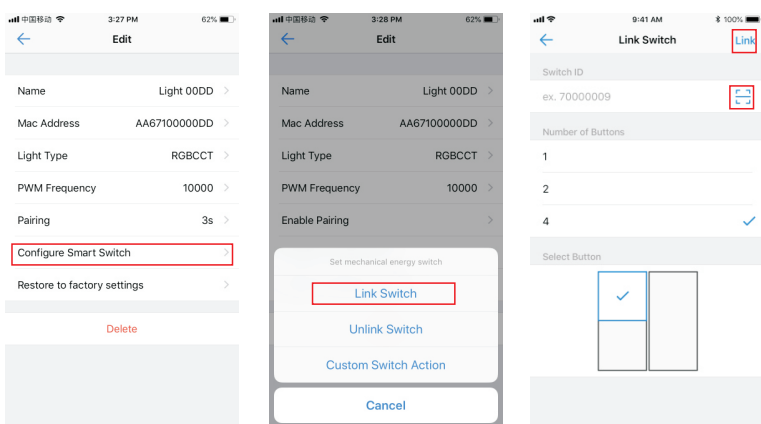 中国移动 3:27 PM 62%
Edit
Name Light 00DD
Mac Address AA67100000DD
Light Type RGBCCT
PWM Frequency 10000
Pairing 3s
Configure Smart Switch
Restore to factory settings
Delete
中国移动 3:28 PM 62%
Edit
Name Light 00DD
Mac Address AA67100000DD
Light Type RGBCCT
PWM Frequency 10000
Enable Pairing
Set mechanical energy switch
Link Switch
Unlink Switch
Custom Switch Action
Cancel
9:41 AM 100%
Link Switch Link
Switch ID
ex. 70000009
Number of Buttons
1
2
4
Select Button